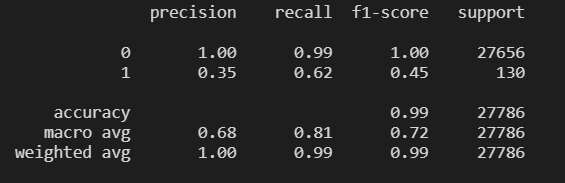 precision recall f1-score support
0 1.00 0.99 1.00 27656
1 0.35 0.62 0.45 130
accuracy 0.99 27786
macro avg 0.68 0.81 0.72 27786
weighted avg 1.00 0.99 0.99 27786